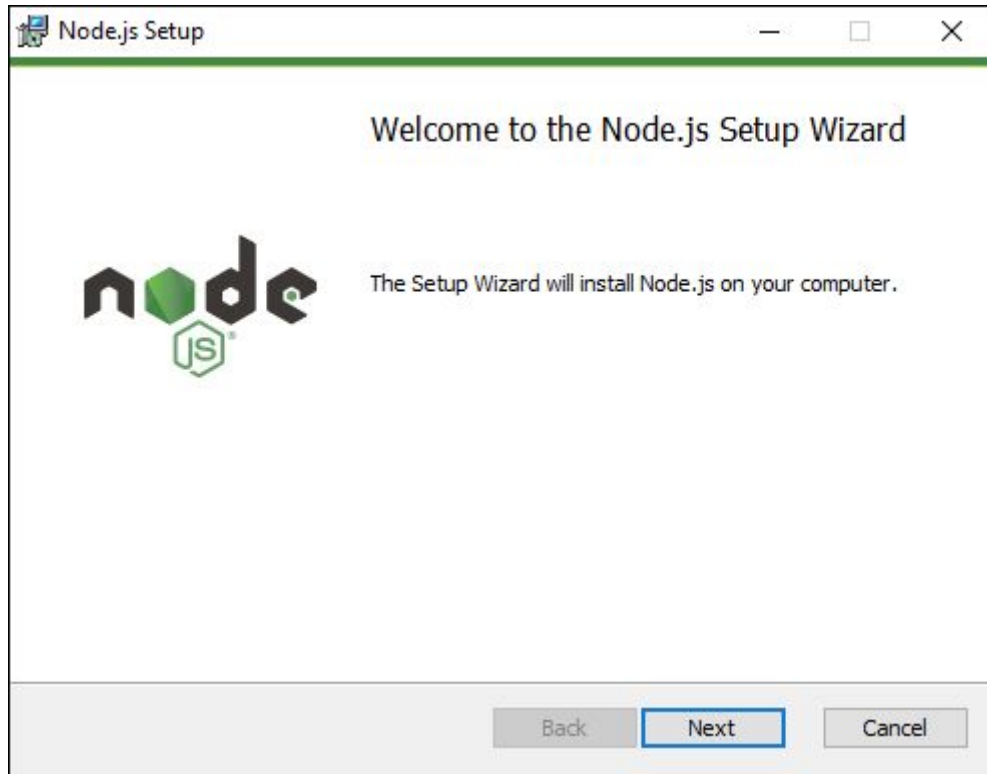 Node.js Setup
Welcome to the Node.js Setup Wizard
The Setup Wizard will install Node.js on your computer.
node
JS®
Back Next Cancel